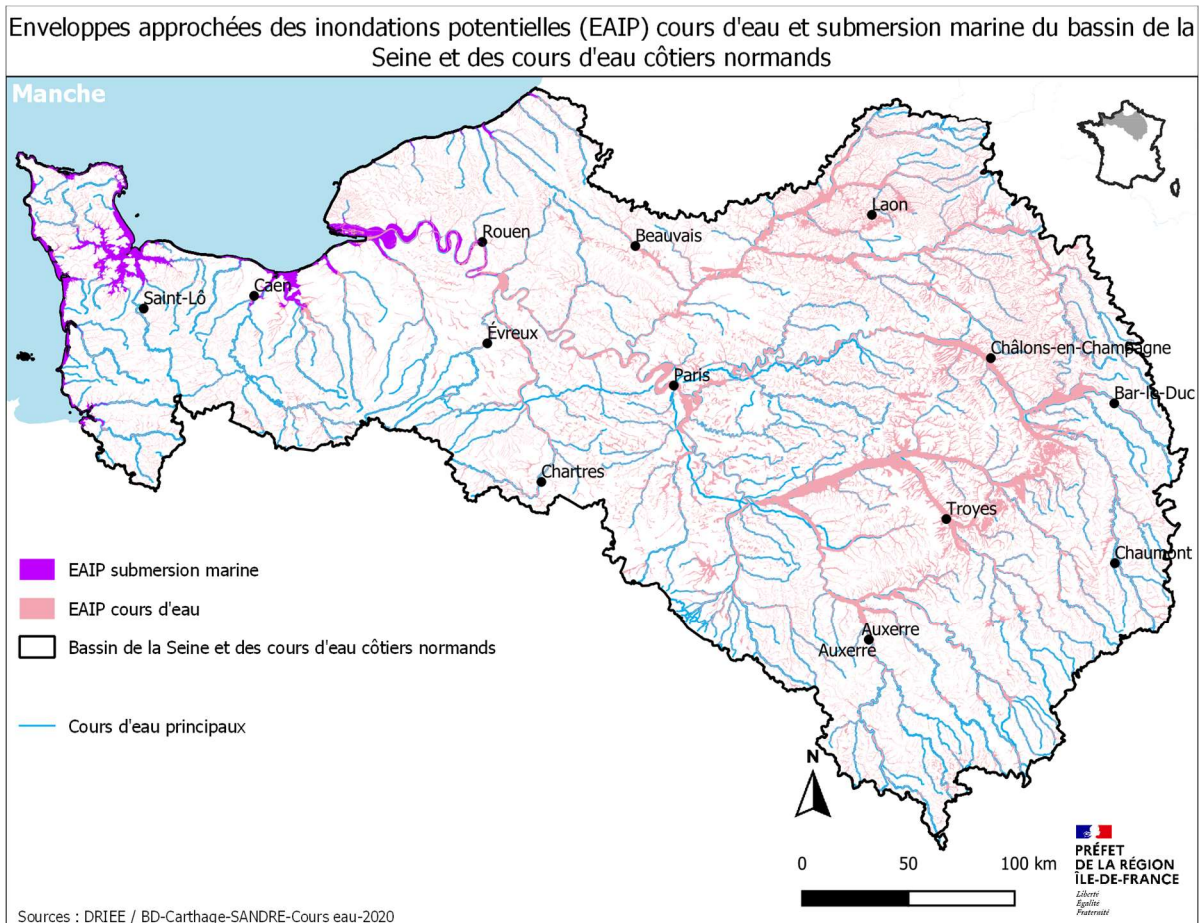 Enveloppes approchées des inondations potentielles (EAIP) cours d'eau et submersion marine du bassin de la
Seine et des cours d'eau côtiers normands
Manche
Laon
Rouen
Beauvais
Caen
Saint-Lô
Évreux
Châlons-en-Champagne
Paris
Bar-le-Duc
Chartres
Troyes
Chaumont
Auxerre
Auxerre
EAIP submersion marine
EAIP cours d'eau
Bassin de la Seine et des cours d'eau côtiers normands
Cours d'eau principaux
N
0 50 100 km
PRÉFET
DE LA RÉGION
ÎLE-DE-FRANCE
Liberté
Égalité
Fraternité
Sources : DRIEE / BD-Carthage-SANDRE-Cours eau-2020